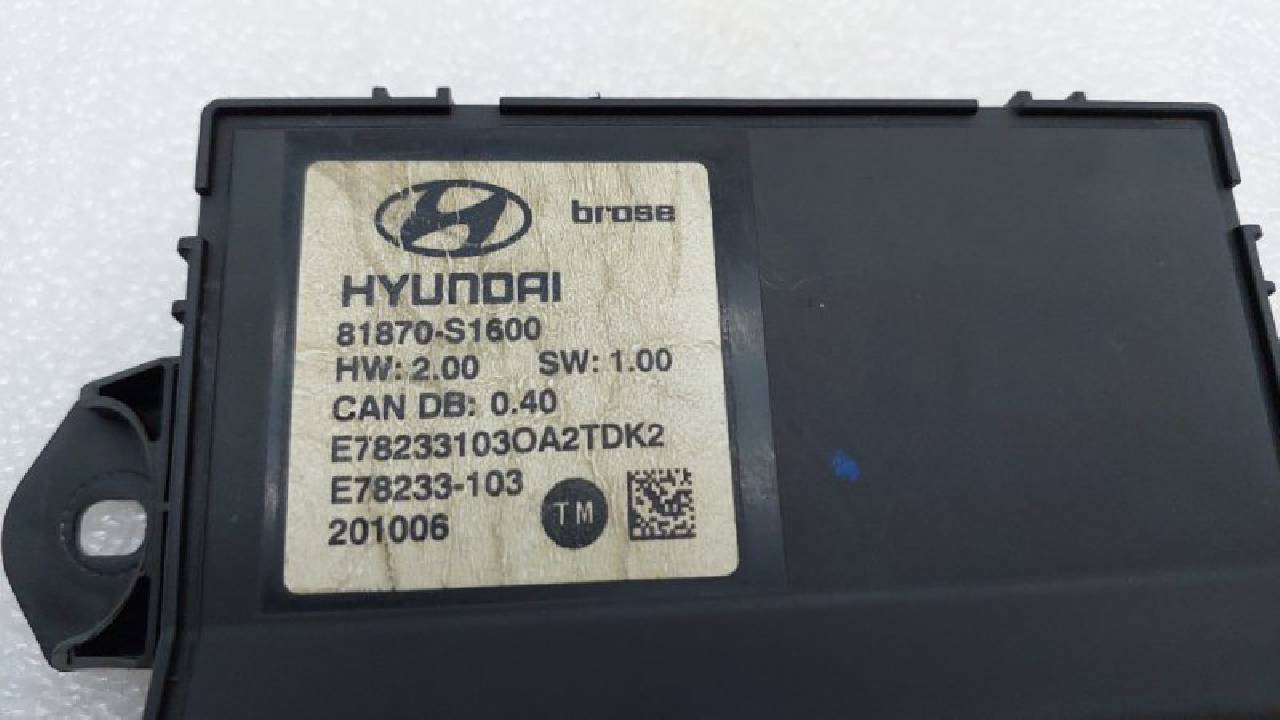 brose
HYUNDAI
81870-S1600
HW: 2.00 SW: 1.00
CAN DB: 0.40
E78233103OA2TDK2
E78233-103
TM
201006